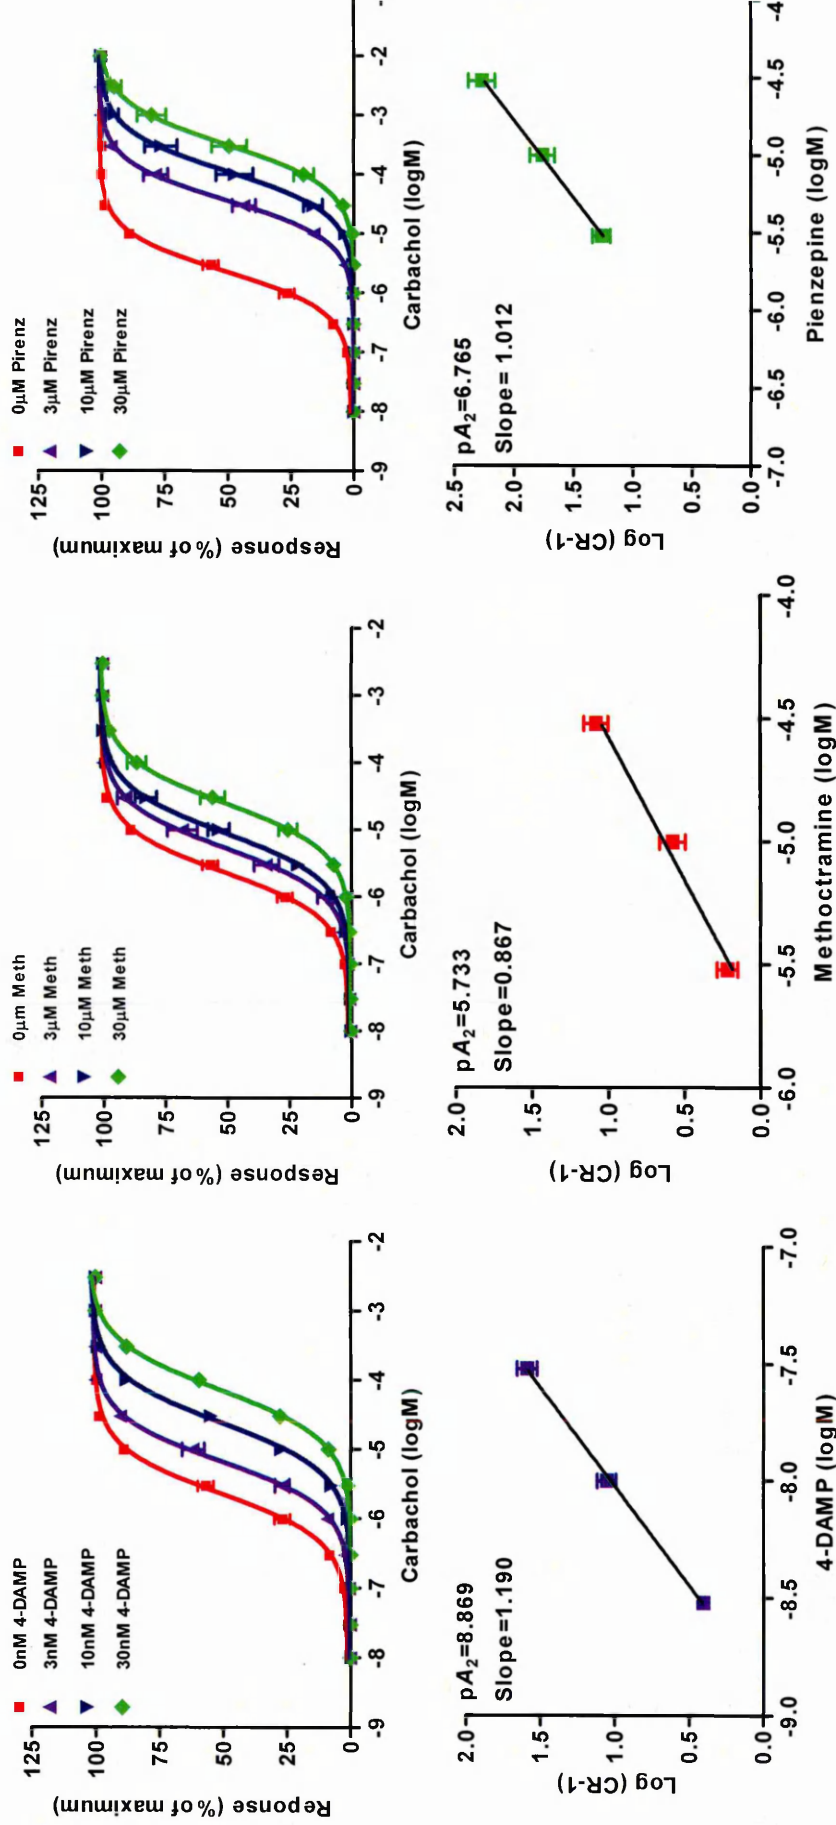 0nM 4-DAMP
3nM 4-DAMP
10nM 4-DAMP
30nM 4-DAMP
125
100
75
50
25
0
Reponse (% of maximum)
-9
-8
-7
-6
-5
-4
-3
-2
Carbachol (logM)
0μm Meth
3μM Meth
10μM Meth
30μM Meth
125
100
75
50
25
0
Response (% of maximum)
-9
-8
-7
-6
-5
-4
-3
-2
Carbachol (logM)
0μM Pirenz
3μM Pirenz
10μM Pirenz
30μM Pirenz
125
100
75
50
25
0
Response (% of maximum)
-9
-8
-7
-6
-5
-4
-3
-2
Carbachol (logM)
pA2=8.869
Slope=1.190
2.0
1.5
1.0
0.5
0.0
Log (CR-1)
-9.0
-8.5
-8.0
-7.5
-7.0
4-DAMP (logM)
pA2=5.733
Slope=0.867
2.0
1.5
1.0
0.5
0.0
Log (CR-1)
-6.0
-5.5
-5.0
-4.5
-4.0
Methoctramine (logM)
pA2=6.765
Slope= 1.012
2.5
2.0
1.5
1.0
0.5
0.0
Log (CR-1)
-7.0
-6.5
-6.0
-5.5
-5.0
-4.5
-4
Pienzepine (logM)